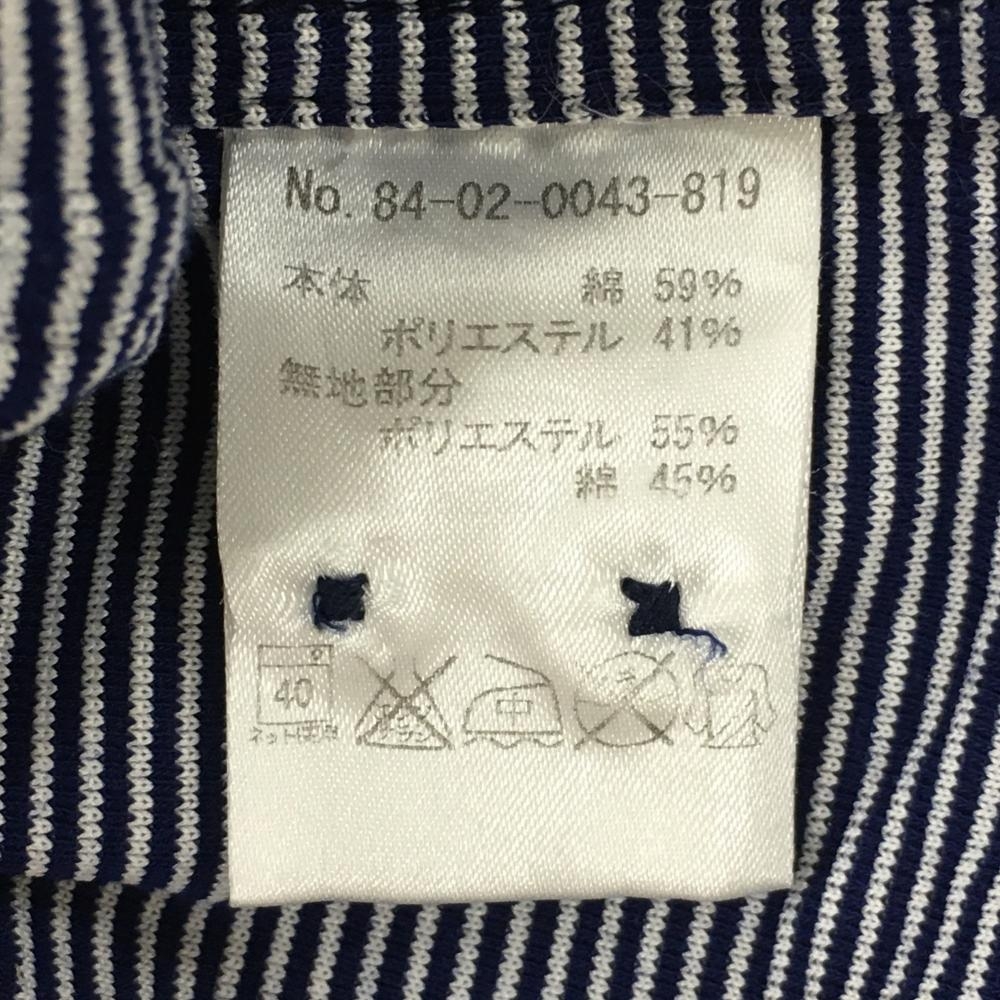 No. 84-02-0043-819
本体 綿 59%
ポリエステル 41%
無地部分
ポリエステル 55%
綿 45%
40 中
ネット使用